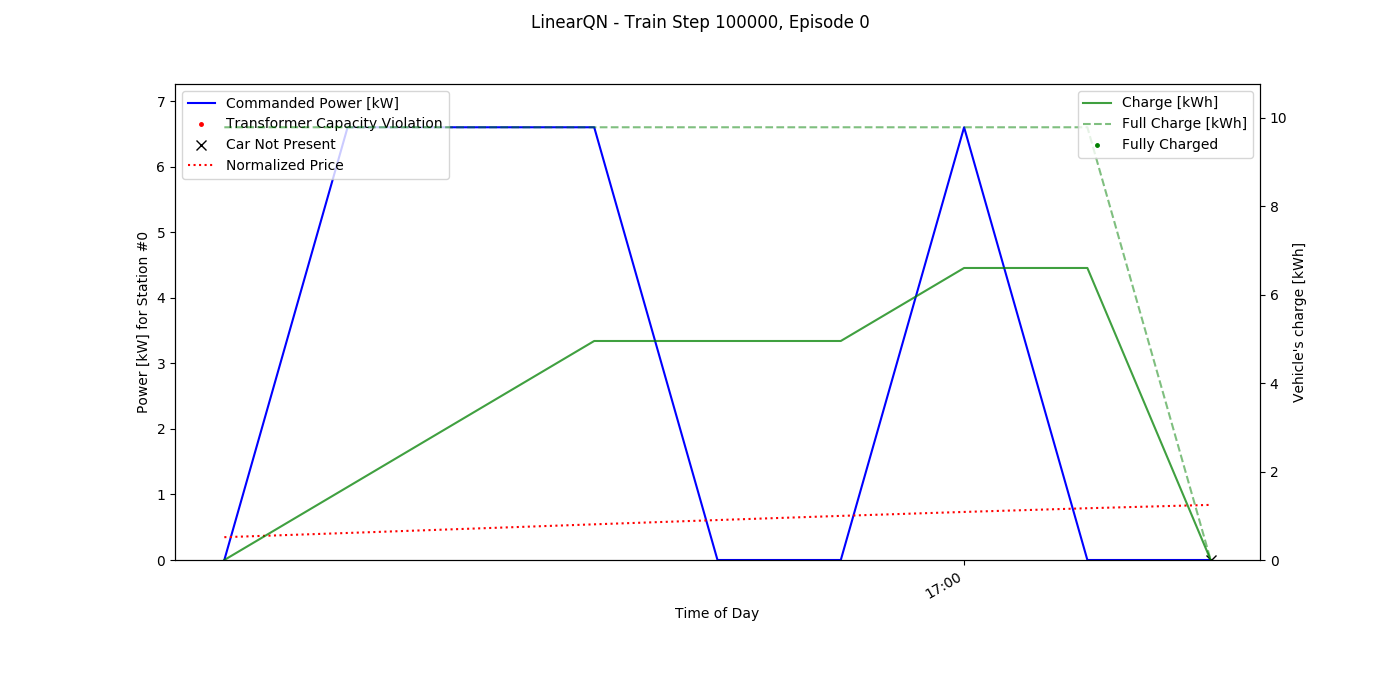 LinearQN - Train Step 100000, Episode 0
Commanded Power [kW]
Transformer Capacity Violation
Car Not Present
Normalized Price
Charge [kWh]
Full Charge [kWh]
Fully Charged
7
6
5
4
3
2
1
0
Power [kW] for Station #0
10
8
6
4
2
0
Vehicle's charge [kWh]
17:00
Time of Day